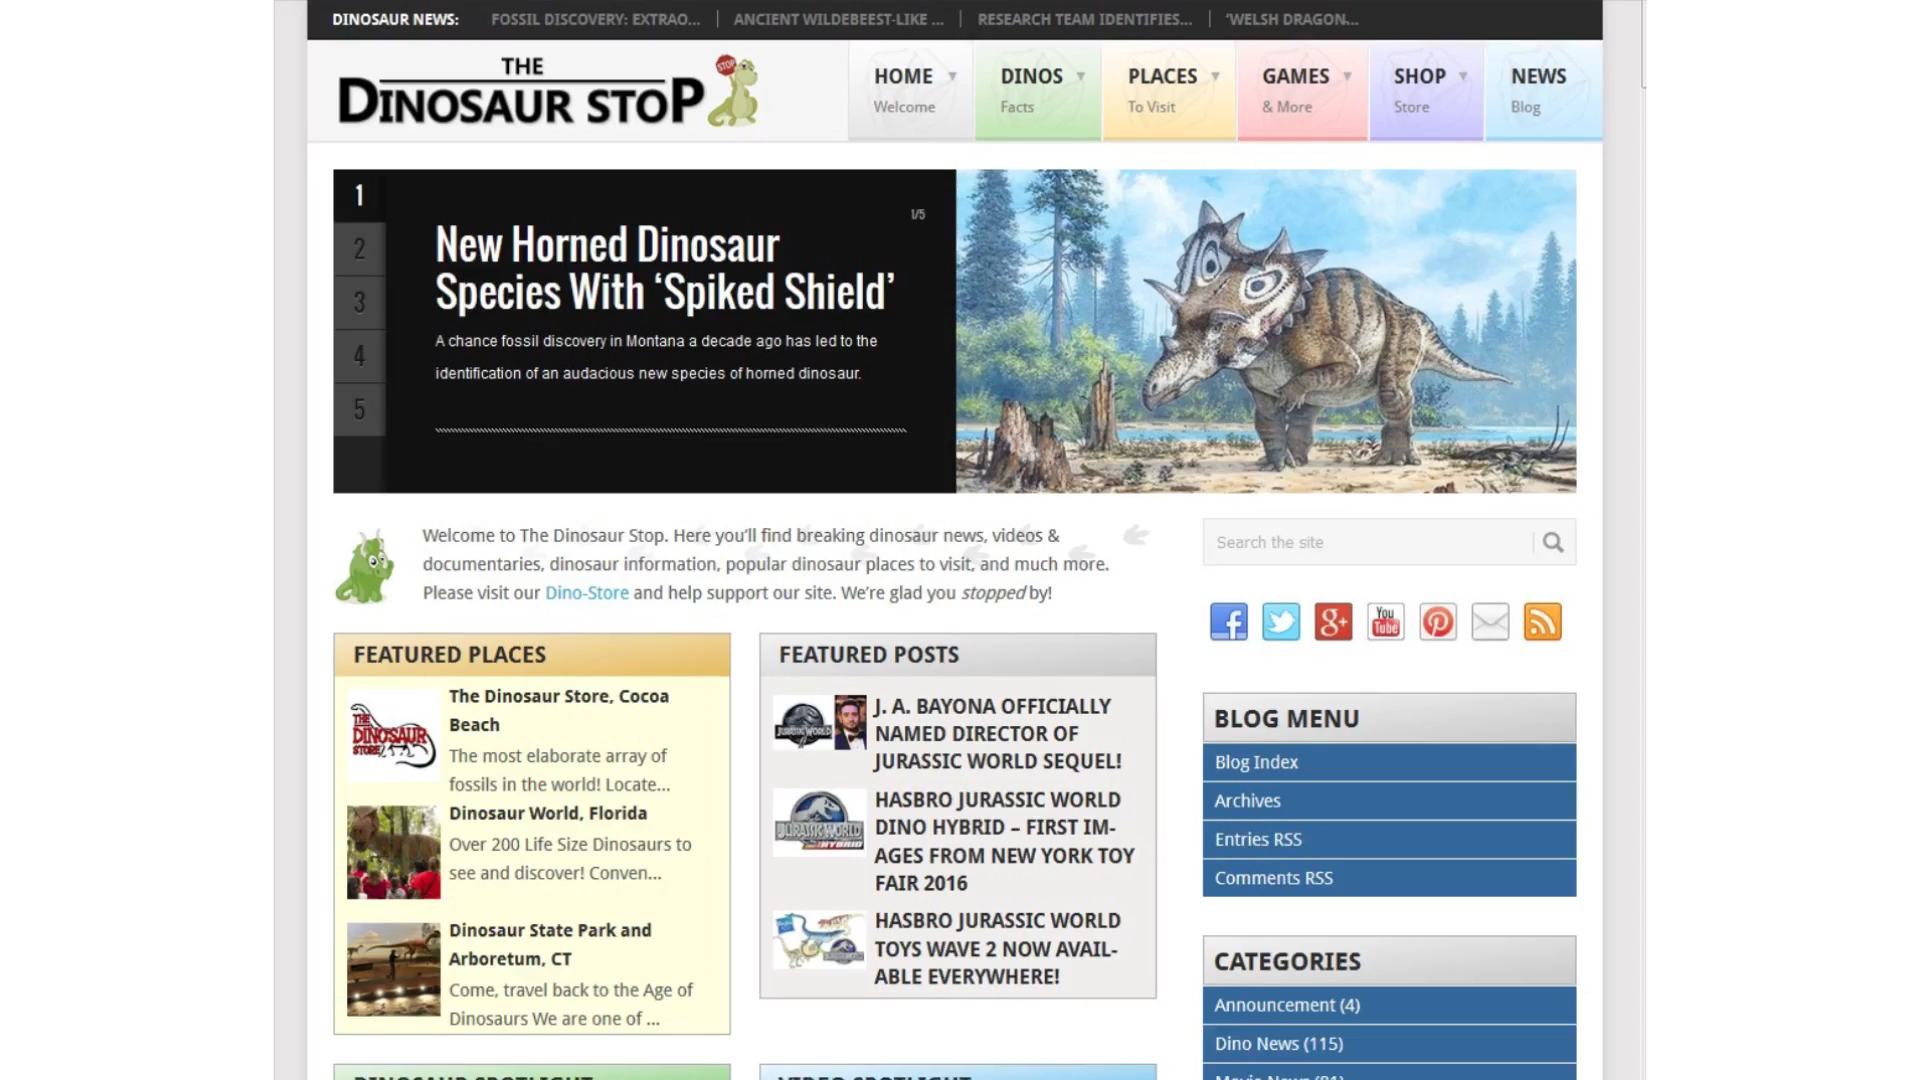 DINOSAUR NEWS: FOSSIL DISCOVERY: EXTRAO... ANCIENT WILDEBEEST-LIKE ... RESEARCH TEAM IDENTIFIES... 'WELSH DRAGON...
THE
DINOSAUR STOP
STOP
HOME
Welcome
DINOS
Facts
PLACES
To Visit
GAMES
& More
SHOP
Store
NEWS
Blog
1
2
3
4
5
1/5
New Horned Dinosaur
Species With ‘Spiked Shield’
A chance fossil discovery in Montana a decade ago has led to the
identification of an audacious new species of horned dinosaur.
Welcome to The Dinosaur Stop. Here you’ll find breaking dinosaur news, videos &
documentaries, dinosaur information, popular dinosaur places to visit, and much more.
Please visit our Dino-Store and help support our site. We’re glad you stopped by!
Search the site
You
Tube
FEATURED PLACES
THE
DINOSAUR
STORE
The Dinosaur Store, Cocoa
Beach
The most elaborate array of
fossils in the world! Locate...
Dinosaur World, Florida
Over 200 Life Size Dinosaurs to
see and discover! Conven...
Dinosaur State Park and
Arboretum, CT
Come, travel back to the Age of
Dinosaurs We are one of ...
FEATURED POSTS
JURASSIC WORLD
J. A. BAYONA OFFICIALLY
NAMED DIRECTOR OF
JURASSIC WORLD SEQUEL!
JURASSIC WORLD
HASBRO JURASSIC WORLD
DINO HYBRID – FIRST IM-
AGES FROM NEW YORK TOY
FAIR 2016
HASBRO JURASSIC WORLD
TOYS WAVE 2 NOW AVAIL-
ABLE EVERYWHERE!
BLOG MENU
Blog Index
Archives
Entries RSS
Comments RSS
CATEGORIES
Announcement (4)
Dino News (115)
Movie News (81)
DINOSAUR SPOTLIGHT
VIDEO SPOTLIGHT